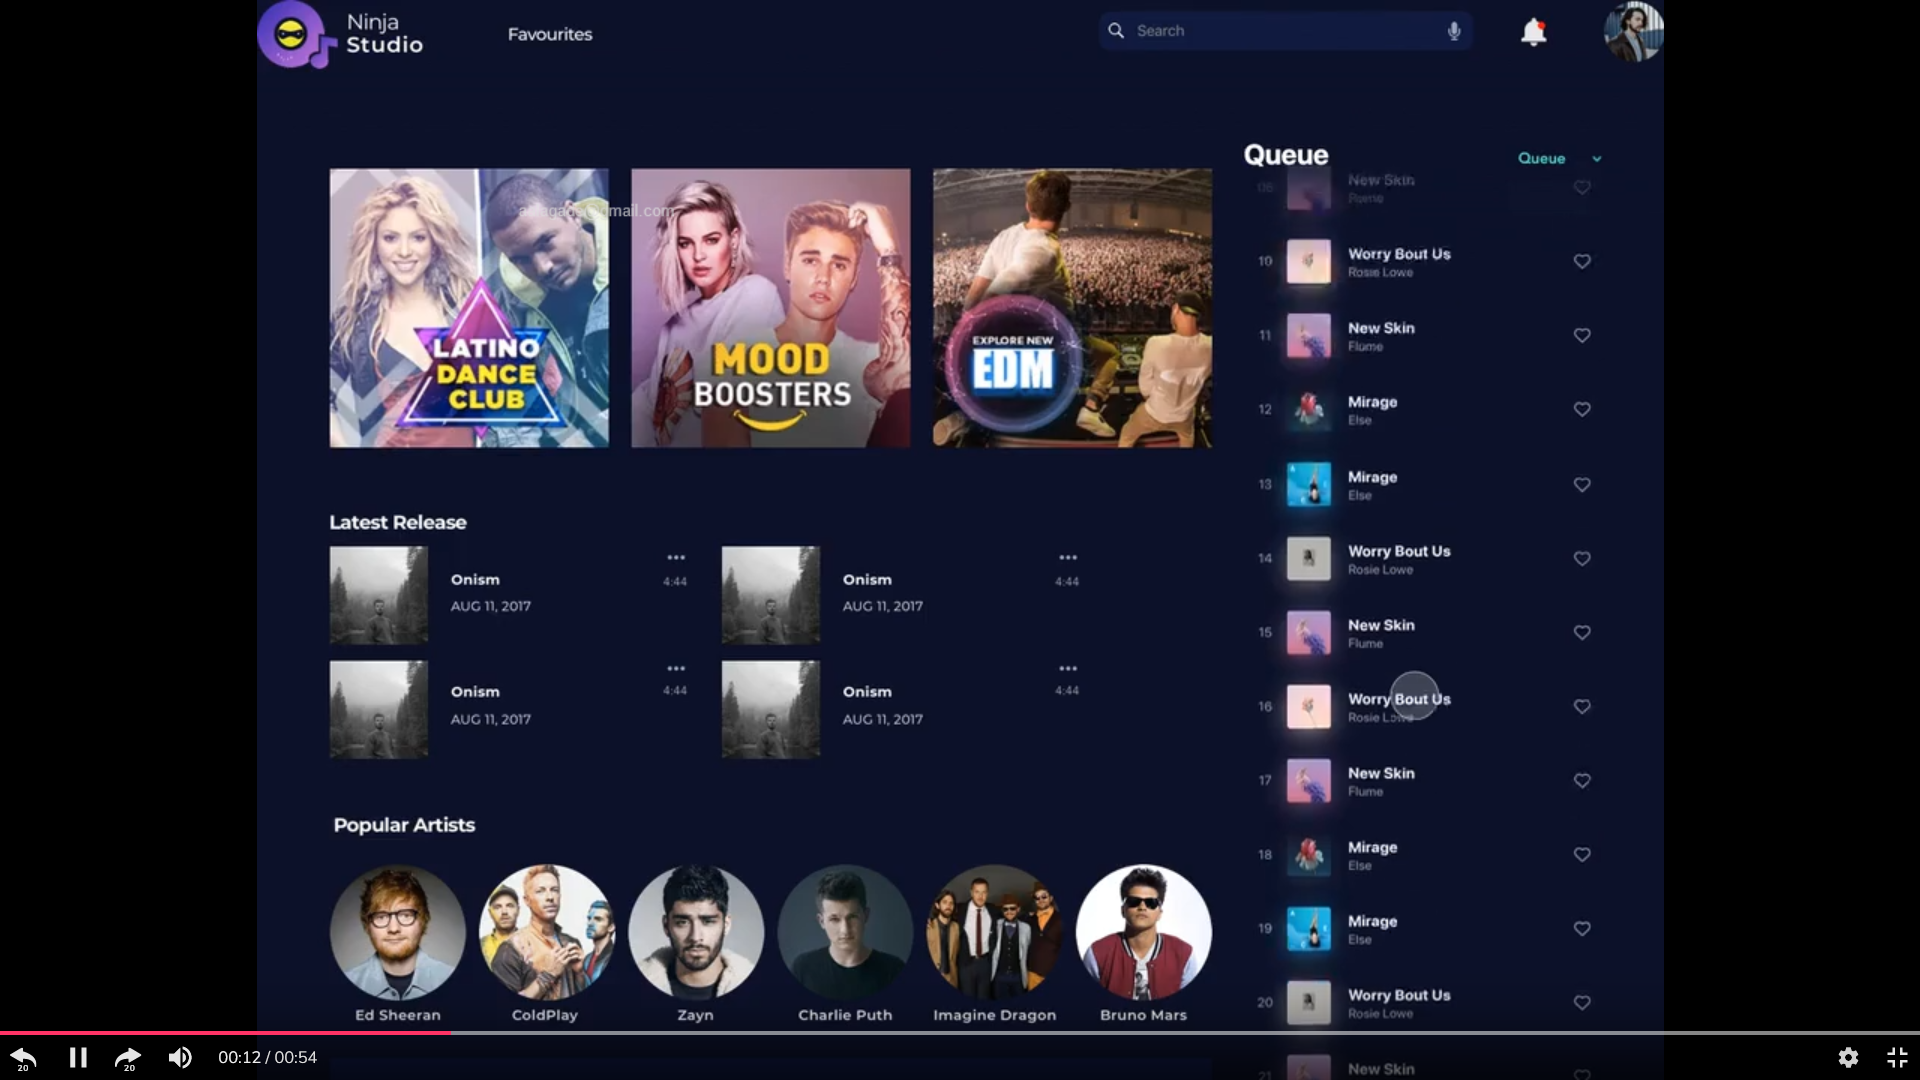 Ninja
Studio
Favourites
Search
Queue
Queue
New Skin
LATINO
DANCE
CLUB
MOOD
BOOSTERS
EXPLORE NEW
EDM
10
Worry Bout Us
Rosie Lowe
11
New Skin
Flume
12
Mirage
Else
13
Mirage
Else
14
Worry Bout Us
Rosie Lowe
15
New Skin
Flume
16
Worry Bout Us
Rosie Lowe
17
New Skin
Flume
18
Mirage
Else
19
Mirage
Else
20
Worry Bout Us
Rosie Lowe
21
New Skin
Latest Release
Onism
4:44
AUG 11, 2017
Onism
4:44
AUG 11, 2017
Onism
4:44
AUG 11, 2017
Onism
4:44
AUG 11, 2017
Popular Artists
Ed Sheeran
ColdPlay
Zayn
Charlie Puth
Imagine Dragon
Bruno Mars
20
20
00:12 / 00:54